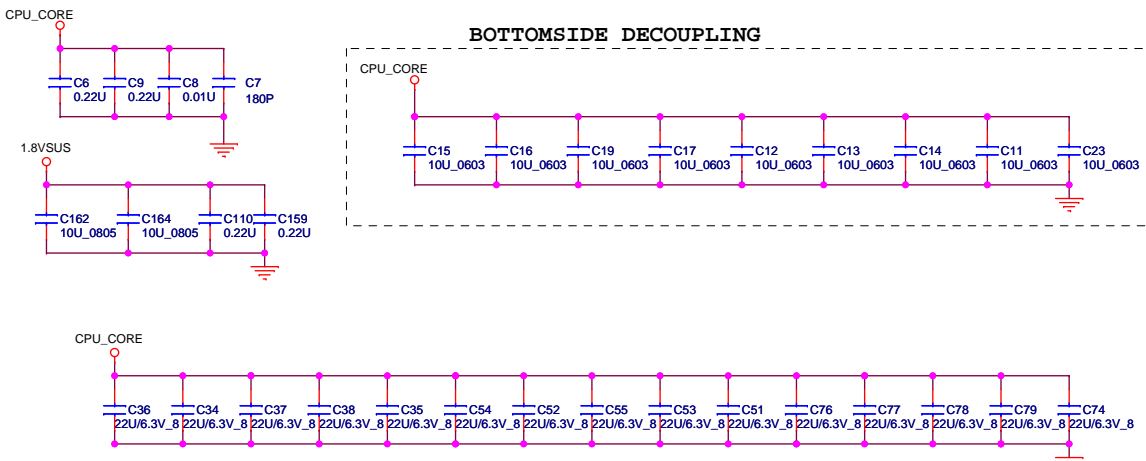 CPU_CORE
C6
0.22U
C9
0.22U
C8
0.01U
C7
180P
1.8VSUS
C162
10U_0805
C164
10U_0805
C110
0.22U
C159
0.22U
BOTTOMSIDE DECOUPLING
CPU_CORE
C15
10U_0603
C16
10U_0603
C19
10U_0603
C17
10U_0603
C12
10U_0603
C13
10U_0603
C14
10U_0603
C11
10U_0603
C23
10U_0603
CPU_CORE
C36
22U/6.3V_8
C34
22U/6.3V_8
C37
22U/6.3V_8
C38
22U/6.3V_8
C35
22U/6.3V_8
C54
22U/6.3V_8
C52
22U/6.3V_8
C55
22U/6.3V_8
C53
22U/6.3V_8
C51
22U/6.3V_8
C76
22U/6.3V_8
C77
22U/6.3V_8
C78
22U/6.3V_8
C79
22U/6.3V_8
C74
22U/6.3V_8